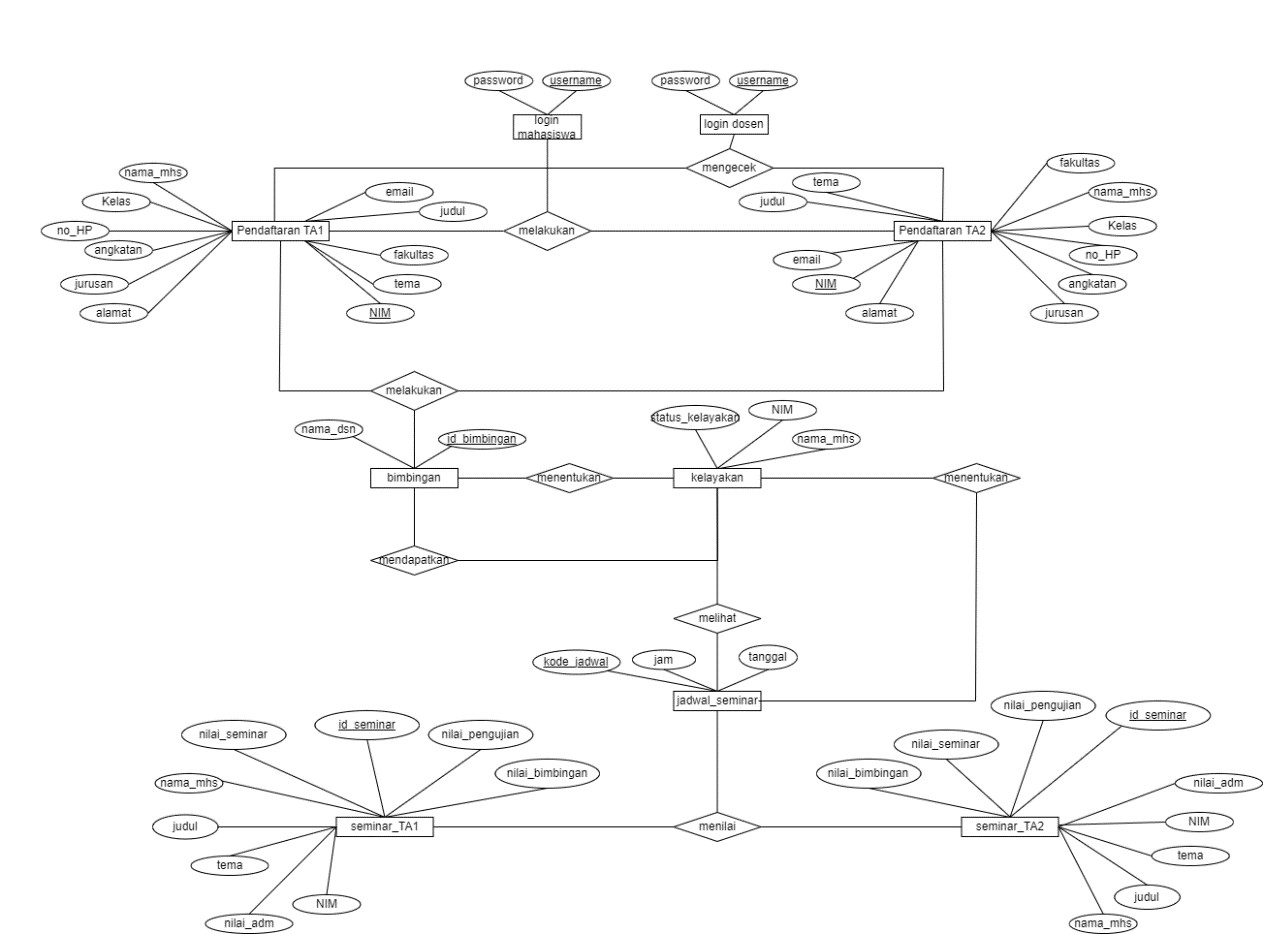 password
username
password
username
login
mahasiswa
login dosen
mengecek
nama_mhs
Kelas
no_HP
angkatan
jurusan
alamat
email
judul
Pendaftaran TA1
fakultas
tema
NIM
melakukan
tema
judul
Pendaftaran TA2
email
NIM
alamat
fakultas
nama_mhs
Kelas
no_HP
angkatan
jurusan
melakukan
nama_dsn
id_bimbingan
status_kelayakan
NIM
nama_mhs
bimbingan
menentukan
kelayakan
menentukan
mendapatkan
melihat
kode_jadwal
jam
tanggal
jadwal_seminar
nilai_seminar
id_seminar
nilai_pengujian
nilai_bimbingan
nama_mhs
judul
seminar_TA1
tema
NIM
nilai_adm
menilai
nilai_pengujian
id_seminar
nilai_seminar
nilai_bimbingan
nilai_adm
seminar_TA2
NIM
tema
judul
nama_mhs